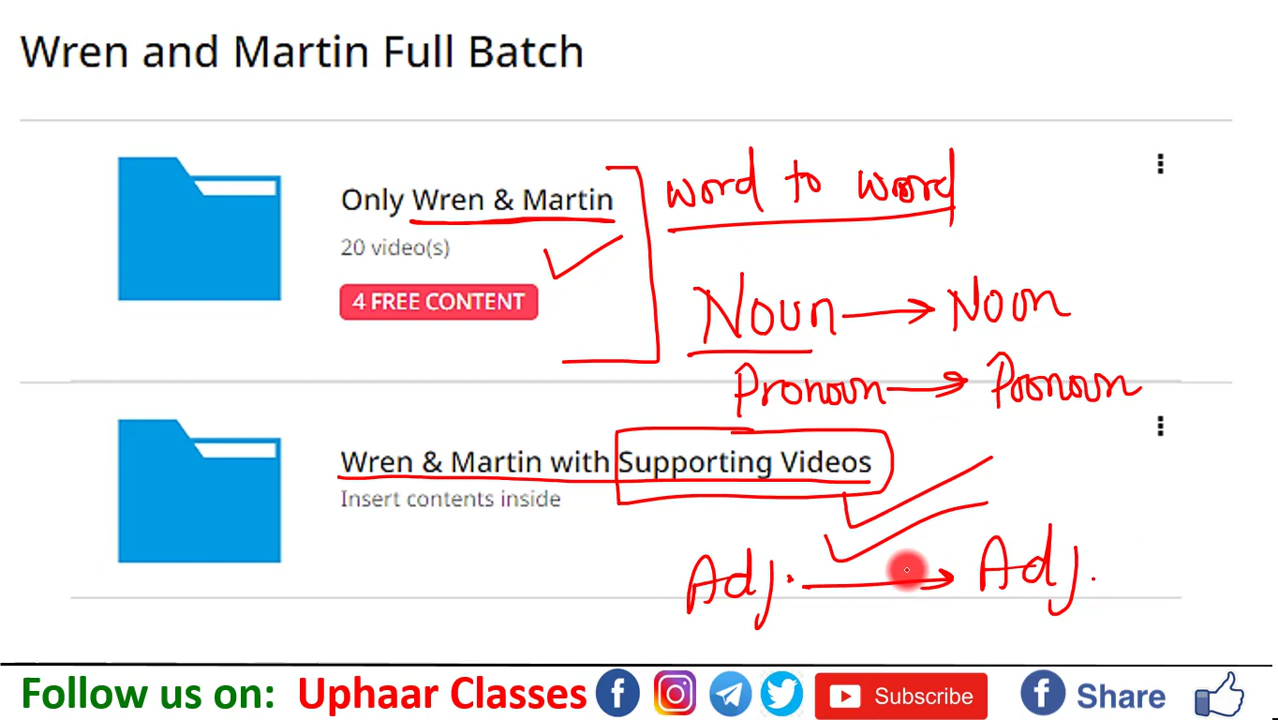 Wren and Martin Full Batch
Only Wren & Martin
word to word
20 video(s)
4 FREE CONTENT
Noun → Noun
Pronoun → Pronoun
Wren & Martin with Supporting Videos
Insert contents inside
Adj. → Adj.
Follow us on: Uphaar Classes Subscribe Share